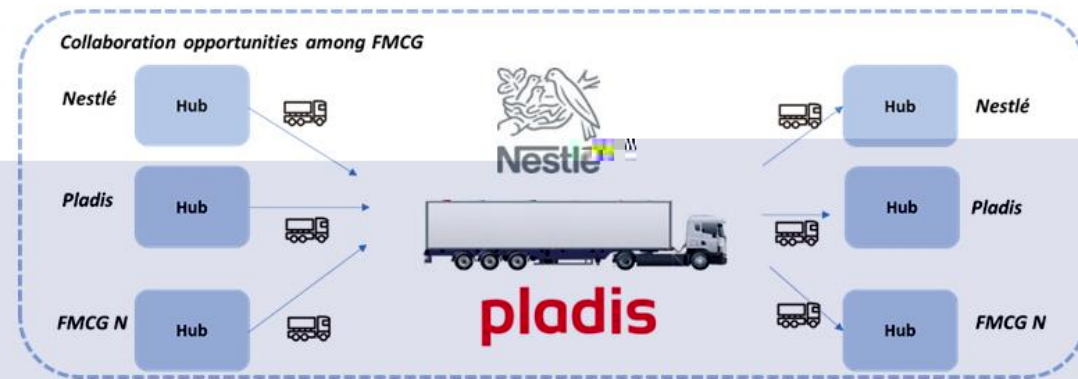 Collaboration opportunities among FMCG
Nestlé
Hub
Nestlé
Hub
Nestlé
Pladis
Hub
Hub
Pladis
pladis
FMCG N
Hub
Hub
FMCG N